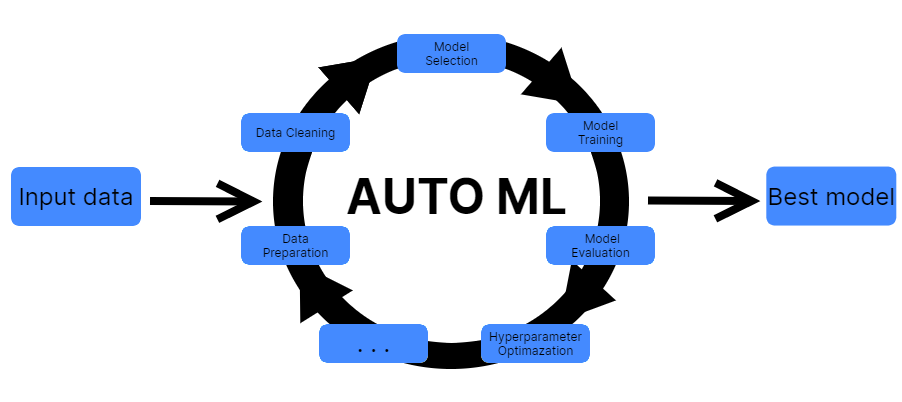 Model
Selection
Data Cleaning
Model
Training
Input data
AUTO ML
Best model
Data
Preparation
Model
Evaluation
. . .
Hyperparameter
Optimazation